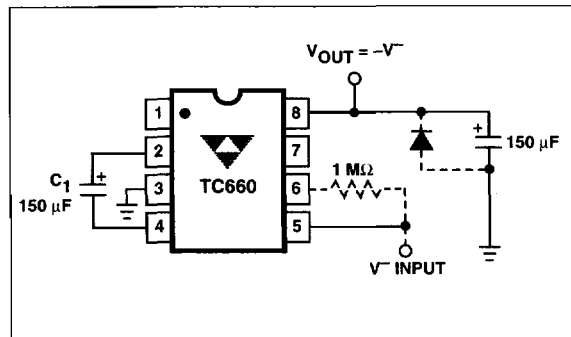 VOUT = –V–
1
8
+
150 µF
2
7
C1
+
150 µF
3
TC660
6
1 MΩ
4
5
V– INPUT